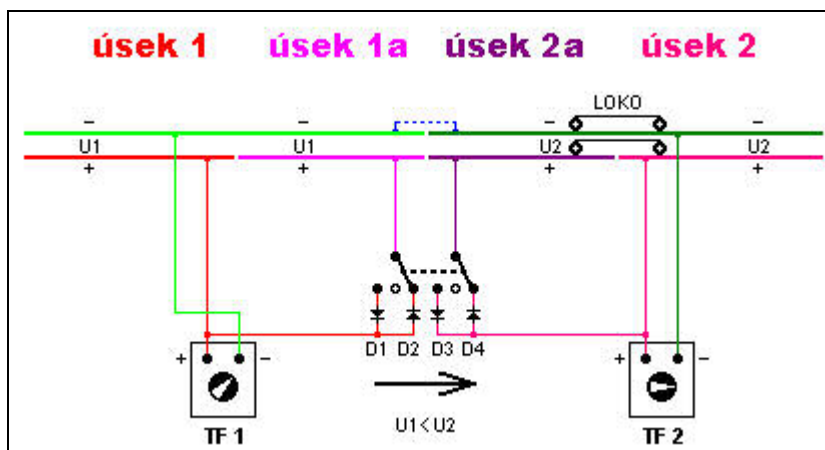 úsek 1 úsek 1a úsek 2a úsek 2
LOKO
− − − −
U1 U1 U2 U2
+ + + +
D1 D2 D3 D4
+ − + −
U1<U2
TF 1 TF 2